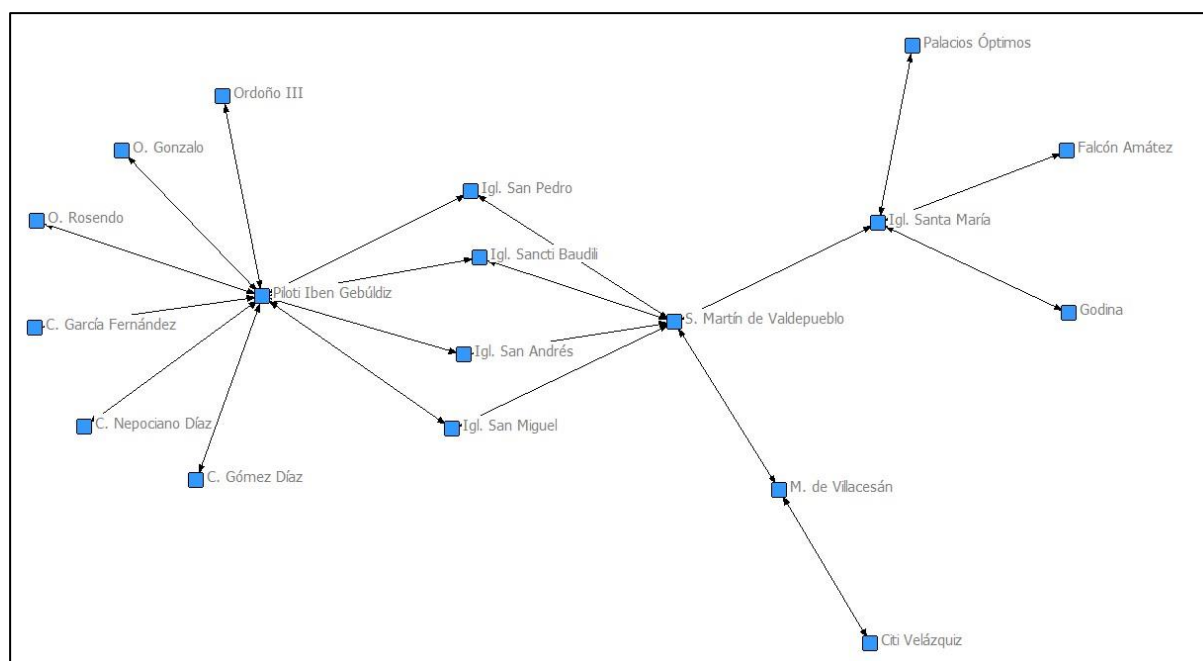 Palacios Óptimos
Ordoño III
O. Gonzalo
Falcón Amátez
Igl. San Pedro
O. Rosendo
Igl. Santa María
Igl. Sancti Baudili
Piloti Iben Gebúldiz
Godina
S. Martín de Valdepueblo
C. García Fernández
Igl. San Andrés
C. Nepociano Díaz
Igl. San Miguel
C. Gómez Díaz
M. de Villacesán
Citi Velázquiz